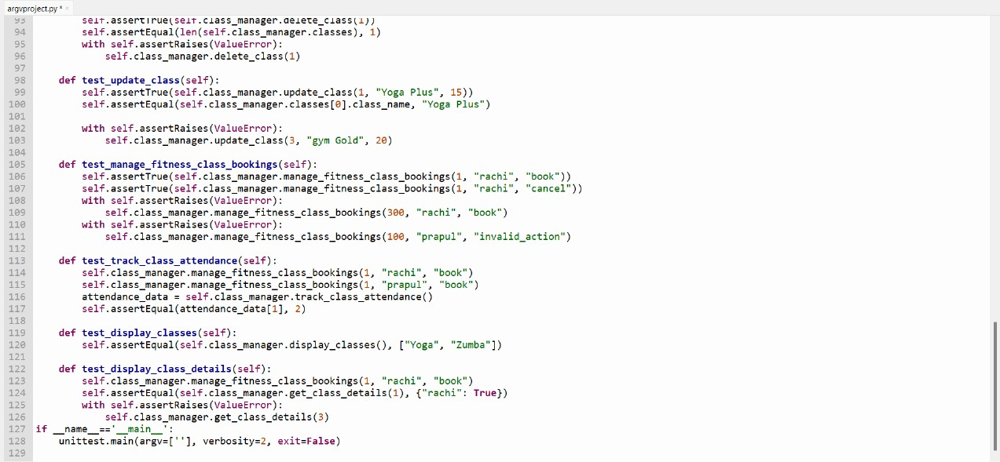 argvproject.py *
93 self.assertTrue(self.class_manager.delete_class(1))
94 self.assertEqual(len(self.class_manager.classes), 1)
95 with self.assertRaises(ValueError):
96 self.class_manager.delete_class(1)
97
98 def test_update_class(self):
99 self.assertTrue(self.class_manager.update_class(1, "Yoga Plus", 15))
100 self.assertEqual(self.class_manager.classes[0].class_name, "Yoga Plus")
101
102 with self.assertRaises(ValueError):
103 self.class_manager.update_class(3, "gym Gold", 20)
104
105 def test_manage_fitness_class_bookings(self):
106 self.assertTrue(self.class_manager.manage_fitness_class_bookings(1, "rachi", "book"))
107 self.assertTrue(self.class_manager.manage_fitness_class_bookings(1, "rachi", "cancel"))
108 with self.assertRaises(ValueError):
109 self.class_manager.manage_fitness_class_bookings(300, "rachi", "book")
110 with self.assertRaises(ValueError):
111 self.class_manager.manage_fitness_class_bookings(100, "prapul", "invalid_action")
112
113 def test_track_class_attendance(self):
114 self.class_manager.manage_fitness_class_bookings(1, "rachi", "book")
115 self.class_manager.manage_fitness_class_bookings(1, "prapul", "book")
116 attendance_data = self.class_manager.track_class_attendance()
117 self.assertEqual(attendance_data[1], 2)
118
119 def test_display_classes(self):
120 self.assertEqual(self.class_manager.display_classes(), ["Yoga", "Zumba"])
121
122 def test_display_class_details(self):
123 self.class_manager.manage_fitness_class_bookings(1, "rachi", "book")
124 self.assertEqual(self.class_manager.get_class_details(1), {"rachi": True})
125 with self.assertRaises(ValueError):
126 self.class_manager.get_class_details(3)
127 if __name__=='__main__':
128 unittest.main(argv=[''], verbosity=2, exit=False)
129